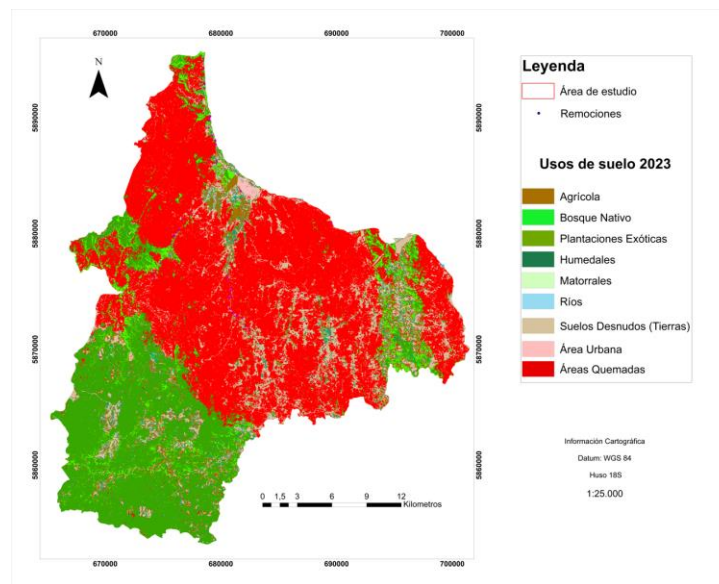 670000 680000 690000 700000
N
5890000
5880000
5870000
5860000
5890000
5880000
5870000
5860000
0 1,5 3 6 9 12
Kilometros
670000 680000 690000 700000
Leyenda
Área de estudio
Remociones
Usos de suelo 2023
Agrícola
Bosque Nativo
Plantaciones Exóticas
Humedales
Matorrales
Ríos
Suelos Desnudos (Tierras)
Área Urbana
Áreas Quemadas
Información Cartográfica
Datum: WGS 84
Huso 18S
1:25.000